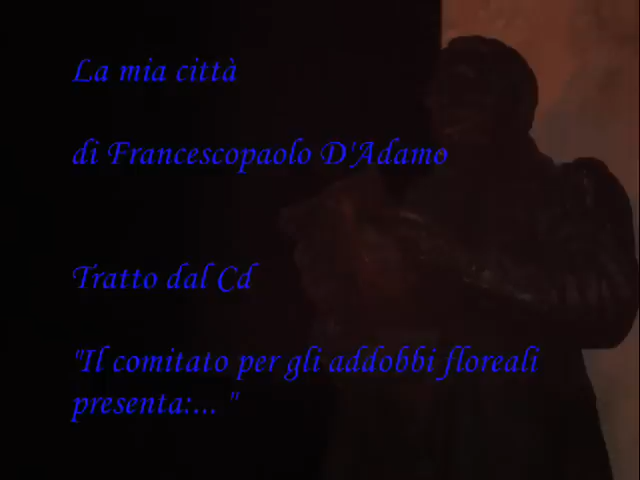 La mia città
di Francescopaolo D'Adamo
Tratto dal Cd
"Il comitato per gli addobbi floreali
presenta:... "